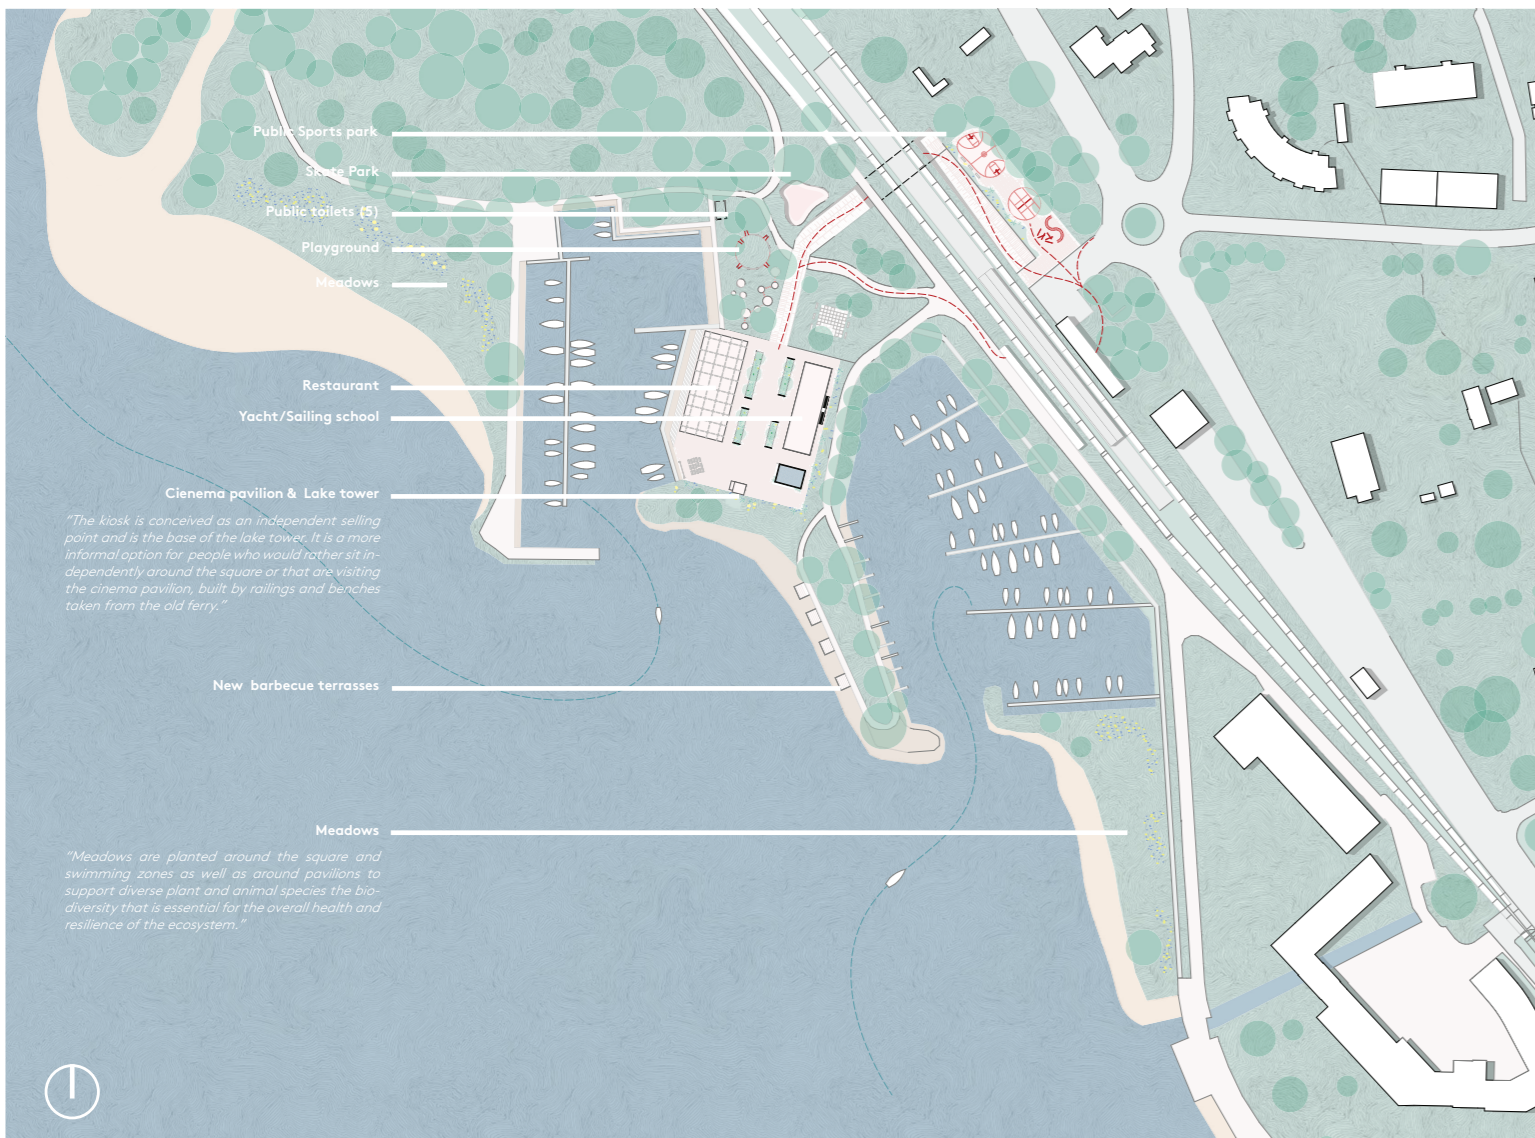 Public Sports park
Skate Park
Public toilets (5)
Playground
Meadows
Restaurant
Yacht/Sailing school
Cienema pavilion & Lake tower
"The kiosk is conceived as an independent selling
point and is the base of the lake tower. It is a more
informal option for people who would rather sit in-
dependently around the square or that are visiting
the cinema pavilion, built by railings and benches
taken from the old ferry."
New barbecue terrasses
Meadows
"Meadows are planted around the square and
swimming zones as well as around pavilions to
support diverse plant and animal species the bio-
diversity that is essential for the overall health and
resilience of the ecosystem."